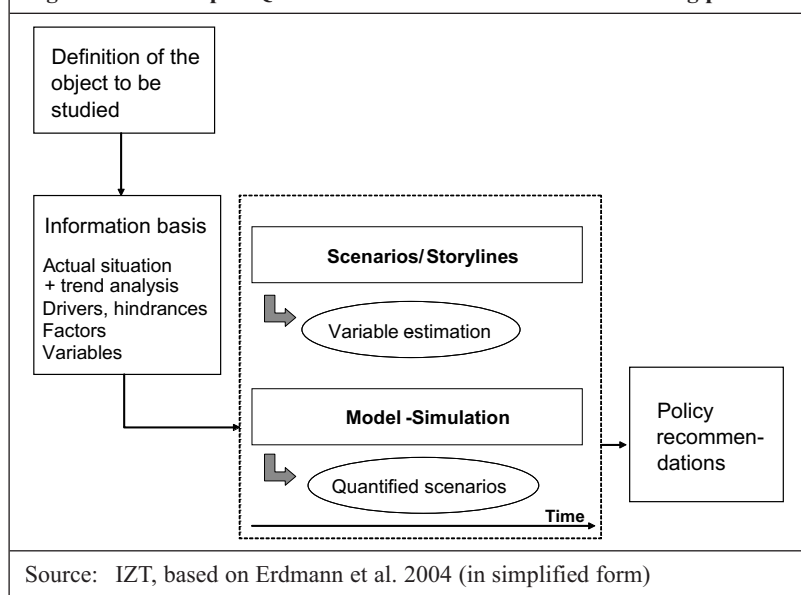 Definition of the
object to be
studied
Information basis
Actual situation
+ trend analysis
Drivers, hindrances
Factors
Variables
Scenarios/Storylines
Variable estimation
Model -Simulation
Quantified scenarios
Time
Policy
recommen-
dations
Source: IZT, based on Erdmann et al. 2004 (in simplified form)